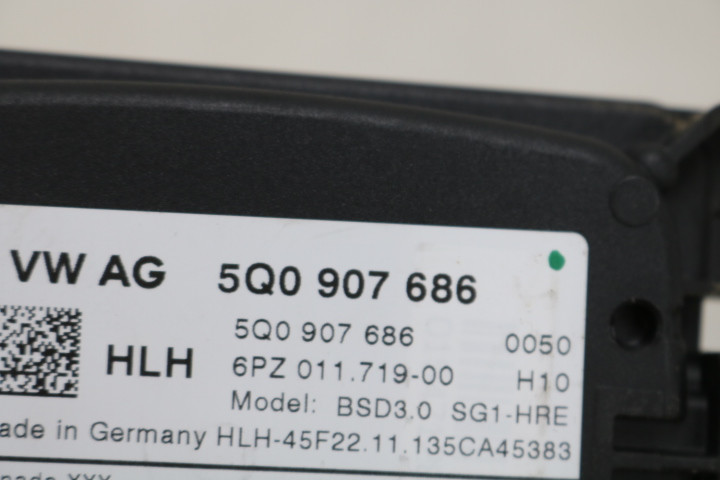 VW AG 5Q0 907 686
5Q0 907 686 0050
HLH 6PZ 011.719-00 H10
Model: BSD3.0 SG1-HRE
ade in Germany HLH-45F22.11.135CA45383